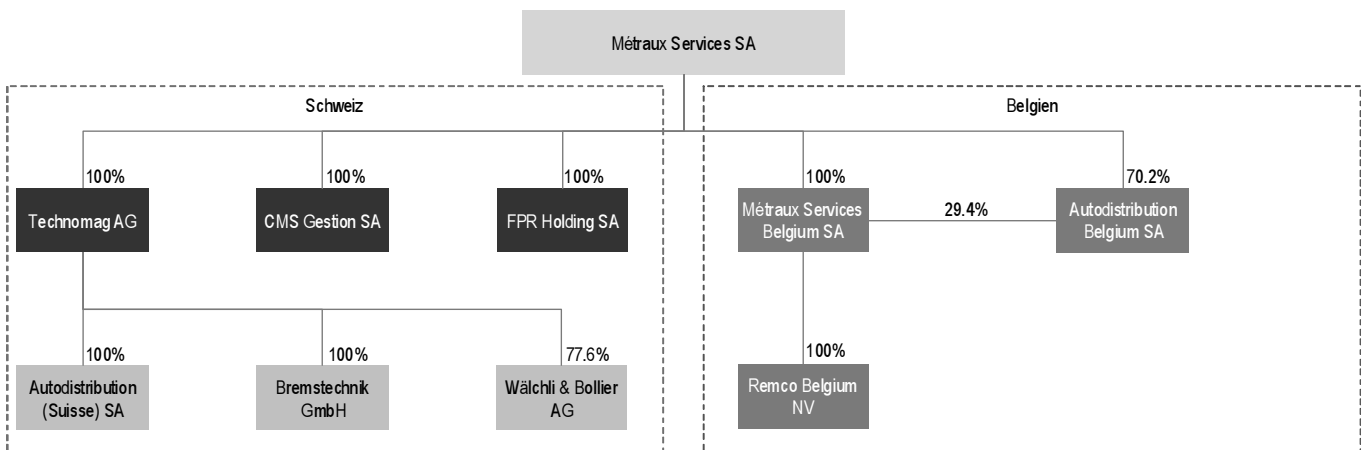 Métraux Services SA
Schweiz
Belgien
100%
100%
100%
100%
70.2%
Technomag AG
CMS Gestion SA
FPR Holding SA
Métraux Services
Belgium SA
29.4%
Autodistribution
Belgium SA
100%
100%
77.6%
100%
Autodistribution
(Suisse) SA
Bremstechnik
GmbH
Wälchli & Bollier
AG
Remco Belgium
NV